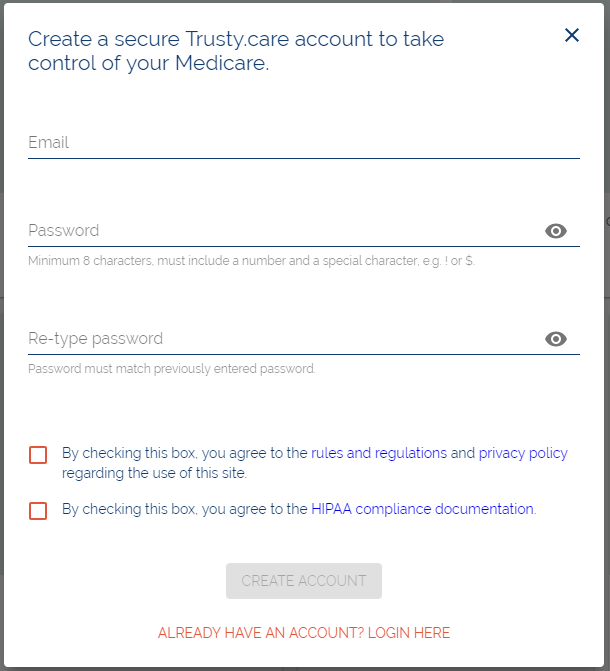 Create a secure Trusty.care account to take
control of your Medicare.
Email
Password
Minimum 8 characters, must include a number and a special character, e.g. ! or $.
Re-type password
Password must match previously entered password.
By checking this box, you agree to the rules and regulations and privacy policy
regarding the use of this site.
By checking this box, you agree to the HIPAA compliance documentation.
CREATE ACCOUNT
ALREADY HAVE AN ACCOUNT? LOGIN HERE